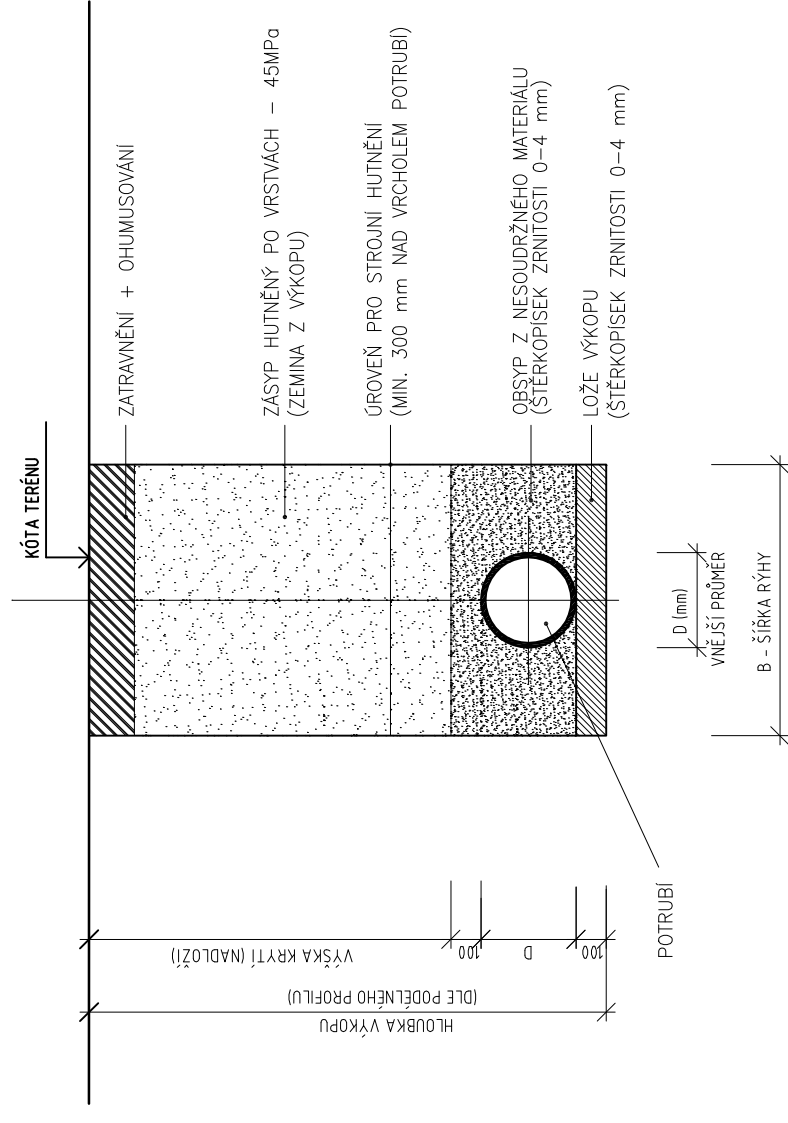 KÓTA TERÉNU
ZATRAVNĚNÍ + OHUMUSOVÁNÍ
ZÁSYP HUTNĚNÝ PO VRSTVÁCH - 45MPa
(ZEMINA Z VÝKOPU)
ÚROVEŇ PRO STROJNÍ HUTNĚNÍ
(MIN. 300 mm NAD VRCHOLEM POTRUBÍ)
OBSYP Z NESOUDRŽNÉHO MATERIÁLU
(ŠTĚRKOPÍSEK ZRNITOSTI 0-4 mm)
LOŽE VÝKOPU
(ŠTĚRKOPÍSEK ZRNITOSTI 0-4 mm)
D (mm)
VNĚJŠÍ PRŮMĚR
B - ŠÍŘKA RÝHY
POTRUBÍ
VÝŠKA KRYTÍ (NADLOŽÍ)
100
D
100
HLOUBKA VÝKOPU
(DLE PODÉLNÉHO PROFILU)